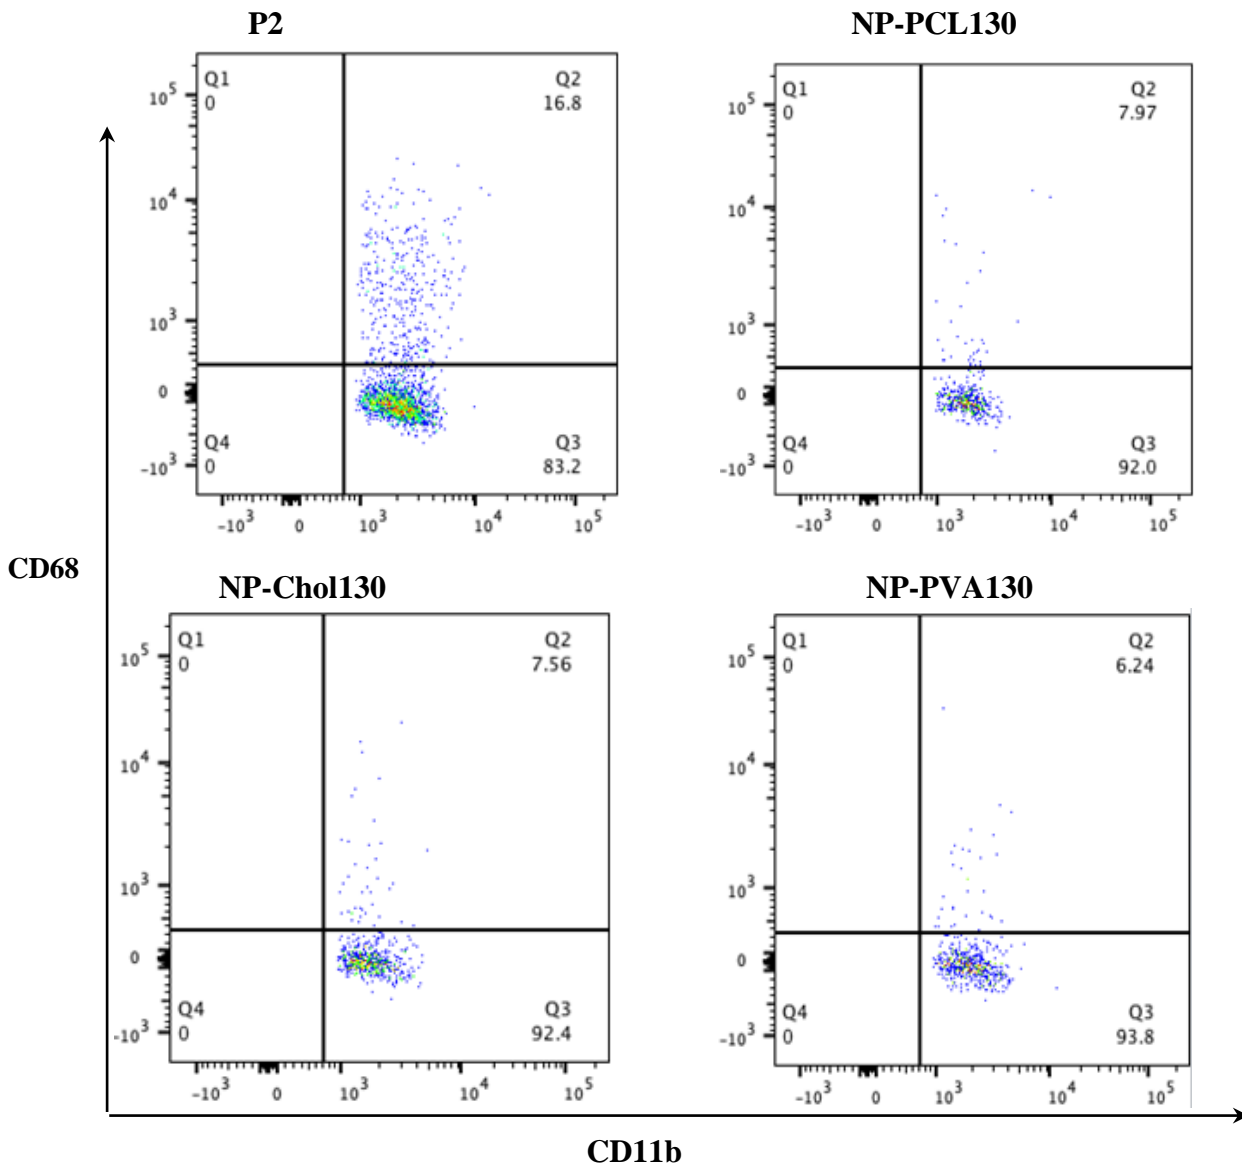 P2
NP-PCL130
Q1
0
Q2
16.8
Q4
0
Q3
83.2
10^5
10^4
10^3
0
-10^3
-10^3 0 10^3 10^4 10^5
Q1
0
Q2
7.97
Q4
0
Q3
92.0
10^5
10^4
10^3
0
-10^3
-10^3 0 10^3 10^4 10^5
CD68
NP-Chol130
NP-PVA130
Q1
0
Q2
7.56
Q4
0
Q3
92.4
10^5
10^4
10^3
0
-10^3
-10^3 0 10^3 10^4 10^5
Q1
0
Q2
6.24
Q4
0
Q3
93.8
10^5
10^4
10^3
0
-10^3
-10^3 0 10^3 10^4 10^5
CD11b